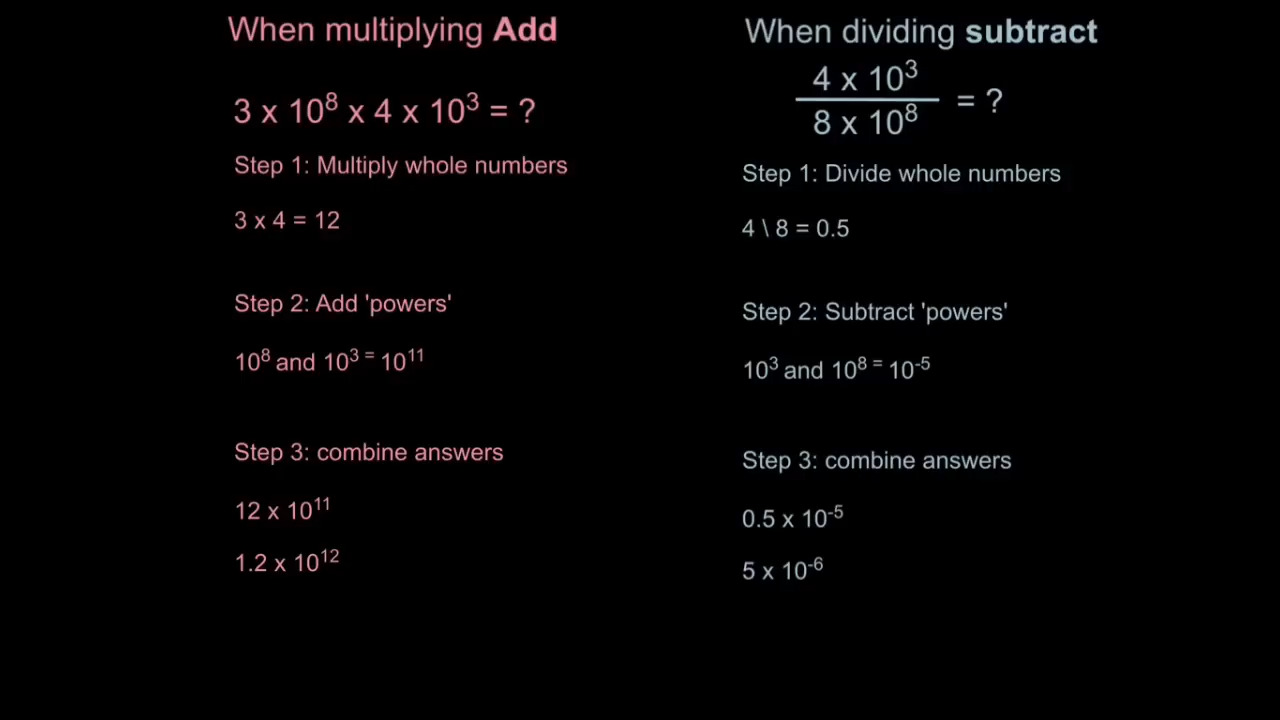 When multiplying Add
3 x 10⁸ x 4 x 10³ = ?
Step 1: Multiply whole numbers
3 x 4 = 12
Step 2: Add 'powers'
10⁸ and 10³ ⁼ 10¹¹
Step 3: combine answers
12 x 10¹¹
1.2 x 10¹²
When dividing subtract
4 x 10³
8 x 10⁸
= ?
Step 1: Divide whole numbers
4 \ 8 = 0.5
Step 2: Subtract 'powers'
10³ and 10⁸ ⁼ 10⁻⁵
Step 3: combine answers
0.5 x 10⁻⁵
5 x 10⁻⁶